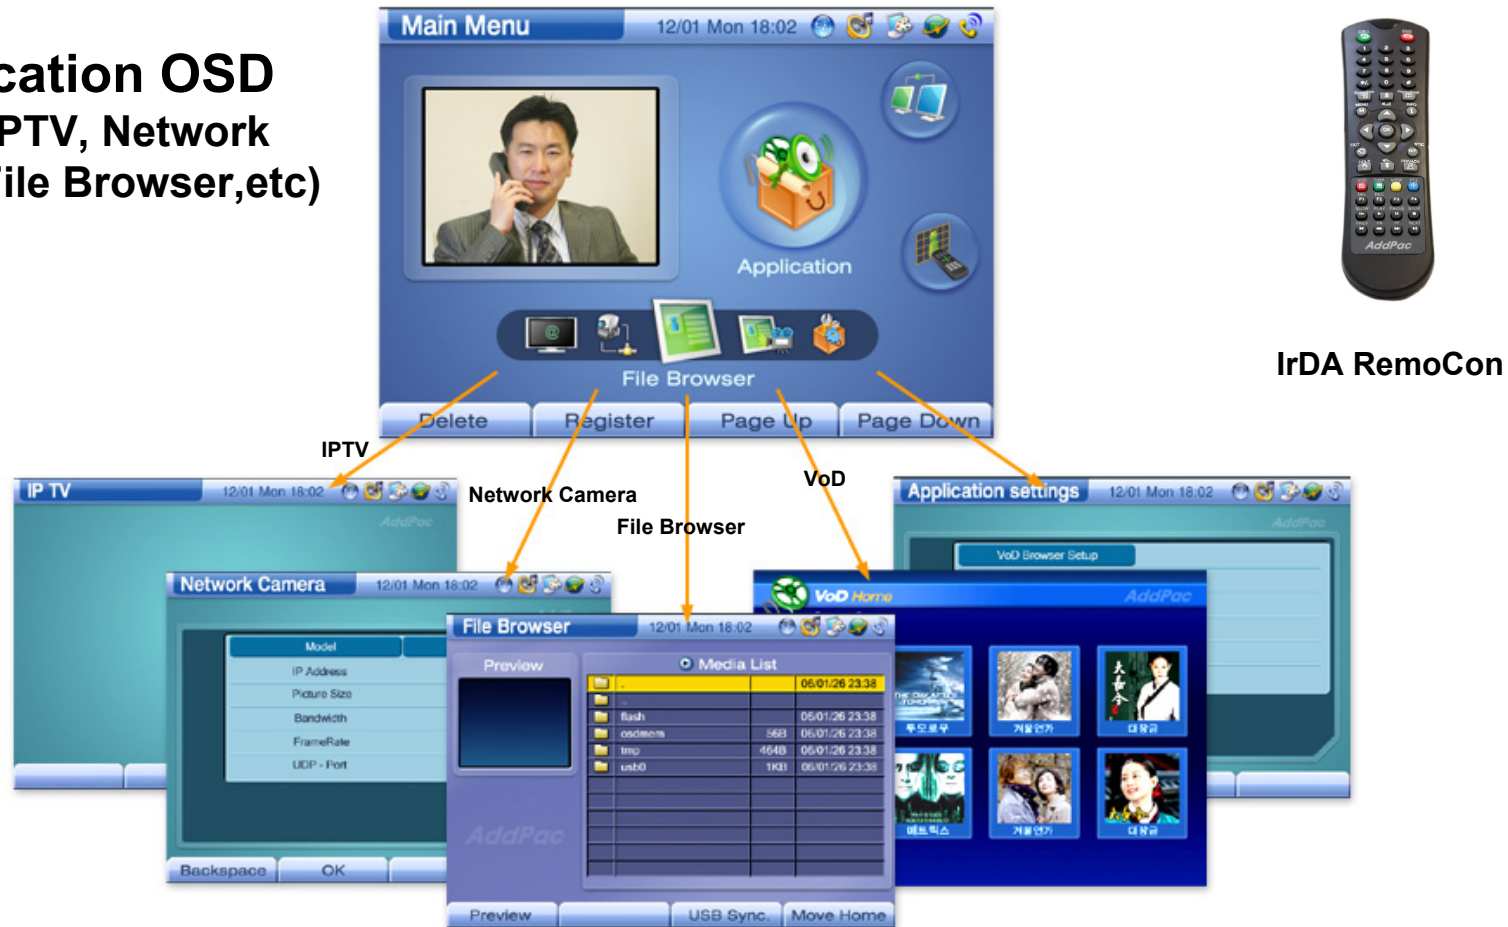 cation OSD
PTV, Network
ile Browser,etc)
Main Menu
12/01 Mon 18:02
Application
File Browser
Delete
Register
Page Up
Page Down
AddPac
IrDA RemoCon
IPTV
Network Camera
File Browser
VoD
IP TV
12/01 Mon 18:02
AddPac
Network Camera
12/01 Mon 18:02
Model
IP Address
Picture Size
Bandwidth
FrameRate
UDP - Port
Backspace
OK
File Browser
12/01 Mon 18:02
Preview
Media List
. 06/01/26 23:38
..
flash 06/01/26 23:38
osdmem 56B 06/01/26 23:38
tmp 464B 06/01/26 23:38
usb0 1KB 06/01/26 23:38
AddPac
Preview
USB Sync.
Move Home
VoD Home
AddPac
투모로우
겨울연가
대장금
매트릭스
겨울연가
대장금
Application settings
12/01 Mon 18:02
AddPac
VoD Browser Setup